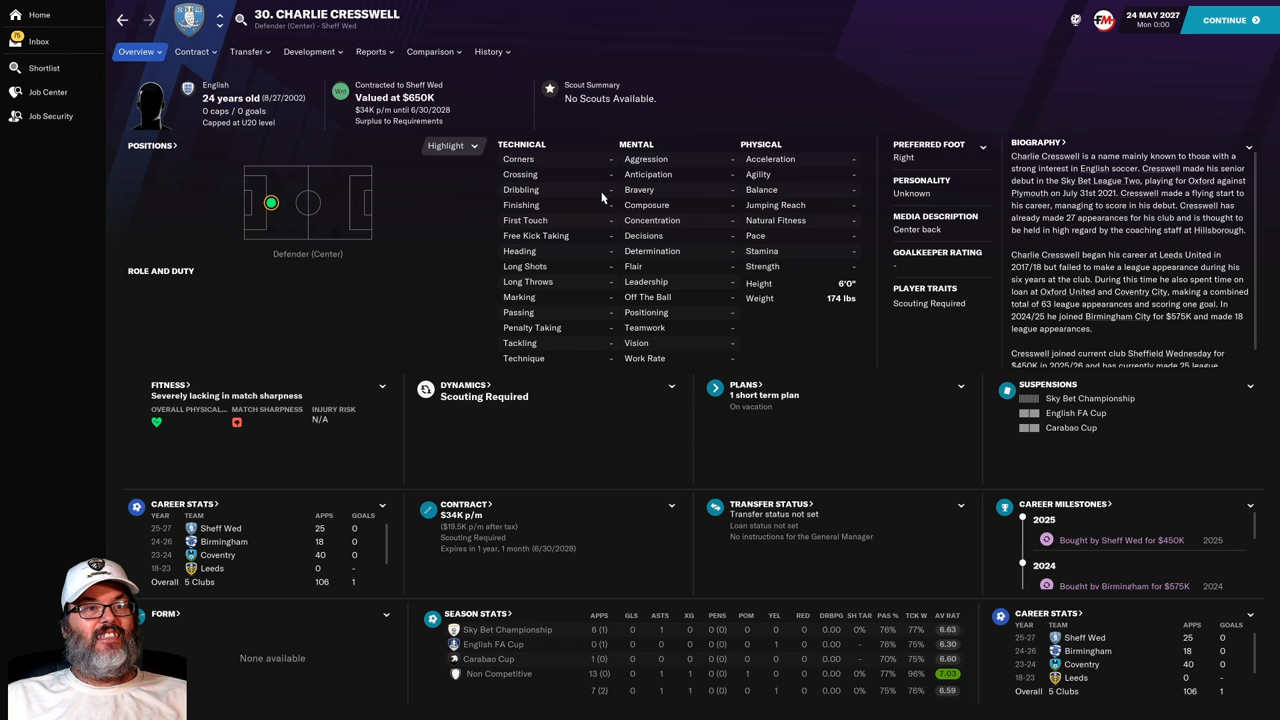 Home
75
Inbox
Shortlist
Job Center
Job Security
30. CHARLIE CRESSWELL
Defender (Center) - Sheff Wed
FM
24 MAY 2027
Mon 0:00
CONTINUE
Overview
Contract
Transfer
Development
Reports
Comparison
History
English
24 years old (8/27/2002)
0 caps / 0 goals
Capped at U20 level
Wnt
Contracted to Sheff Wed
Valued at $650K
$34K p/m until 6/30/2028
Surplus to Requirements
Scout Summary
No Scouts Available.
POSITIONS
Highlight
Defender (Center)
ROLE AND DUTY
TECHNICAL
Corners -
Crossing -
Dribbling -
Finishing -
First Touch -
Free Kick Taking -
Heading -
Long Shots -
Long Throws -
Marking -
Passing -
Penalty Taking -
Tackling -
Technique -
MENTAL
Aggression -
Anticipation -
Bravery -
Composure -
Concentration -
Decisions -
Determination -
Flair -
Leadership -
Off The Ball -
Positioning -
Teamwork -
Vision -
Work Rate -
PHYSICAL
Acceleration -
Agility -
Balance -
Jumping Reach -
Natural Fitness -
Pace -
Stamina -
Strength -
Height 6'0"
Weight 174 lbs
PREFERRED FOOT
Right
PERSONALITY
Unknown
MEDIA DESCRIPTION
Center back
GOALKEEPER RATING
-
PLAYER TRAITS
Scouting Required
BIOGRAPHY
Charlie Cresswell is a name mainly known to those with a
strong interest in English soccer. Cresswell made his senior
debut in the Sky Bet League Two, playing for Oxford against
Plymouth on July 31st 2021. Cresswell made a flying start to
his career, managing to score in his debut. Cresswell has
already made 27 appearances for his club and is thought to
be held in high regard by the coaching staff at Hillsborough.
Charlie Cresswell began his career at Leeds United in
2017/18 but failed to make a league appearance during his
six years at the club. During this time he also spent time on
loan at Oxford United and Coventry City, making a combined
total of 63 league appearances and scoring one goal. In
2024/25 he joined Birmingham City for $575K and made 18
league appearances.
Cresswell joined current club Sheffield Wednesday for
$450K in 2025/26 and has currently made 25 league
FITNESS
Severely lacking in match sharpness
OVERALL PHYSICAL... MATCH SHARPNESS INJURY RISK
N/A
DYNAMICS
Scouting Required
PLANS
1 short term plan
On vacation
SUSPENSIONS
Sky Bet Championship
English FA Cup
Carabao Cup
CAREER STATS
YEAR TEAM APPS GOALS
25-27 Sheff Wed 25 0
24-26 Birmingham 18 0
23-24 Coventry 40 0
18-23 Leeds 0 -
Overall 5 Clubs 106 1
CONTRACT
$34K p/m
($19.5K p/m after tax)
Scouting Required
Expires in 1 year, 1 month (6/30/2028)
TRANSFER STATUS
Transfer status not set
Loan status not set
No instructions for the General Manager
CAREER MILESTONES
2025
Bought by Sheff Wed for $450K 2025
2024
Bought by Birmingham for $575K 2024
FORM
None available
SEASON STATS APPS GLS ASTS XG PENS POM YEL RED DRBPG SH TAR PAS % TCK W AV RAT
Sky Bet Championship 6 (1) 0 1 0 0 (0) 0 0 0 0.00 0% 76% 77% 6.63
English FA Cup 0 (1) 0 0 0 0 (0) 0 1 0 0.00 - 76% 75% 6.30
Carabao Cup 1 (0) 0 0 0 0 (0) 0 0 0 0.00 0% 70% 75% 6.60
Non Competitive 13 (0) 0 1 1 0 (0) 1 0 0 0.00 0% 77% 96% 7.03
7 (2) 0 1 1 0 (0) 0 1 0 0.00 0% 75% 76% 6.59
CAREER STATS
YEAR TEAM APPS GOALS
25-27 Sheff Wed 25 0
24-26 Birmingham 18 0
23-24 Coventry 40 0
18-23 Leeds 0 -
Overall 5 Clubs 106 1